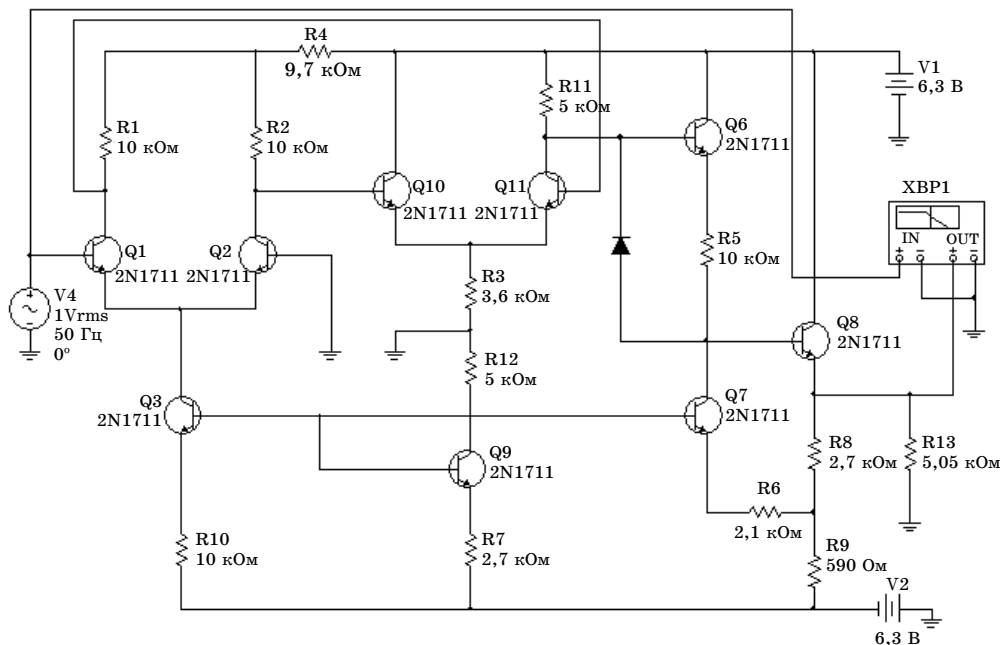 R4
9,7 кОм
V1
6,3 В
R11
5 кОм
R1
10 кОм
R2
10 кОм
Q6
2N1711
Q10
2N1711
Q11
2N1711
XBP1
IN
OUT
+
−
+
−
Q1
2N1711
Q2
2N1711
R5
10 кОм
R3
3,6 кОм
V4
1Vrms
50 Гц
0°
+
−
Q8
2N1711
R12
5 кОм
Q3
2N1711
Q7
2N1711
Q9
2N1711
R8
2,7 кОм
R13
5,05 кОм
R6
2,1 кОм
R10
10 кОм
R7
2,7 кОм
R9
590 Ом
V2
6,3 В